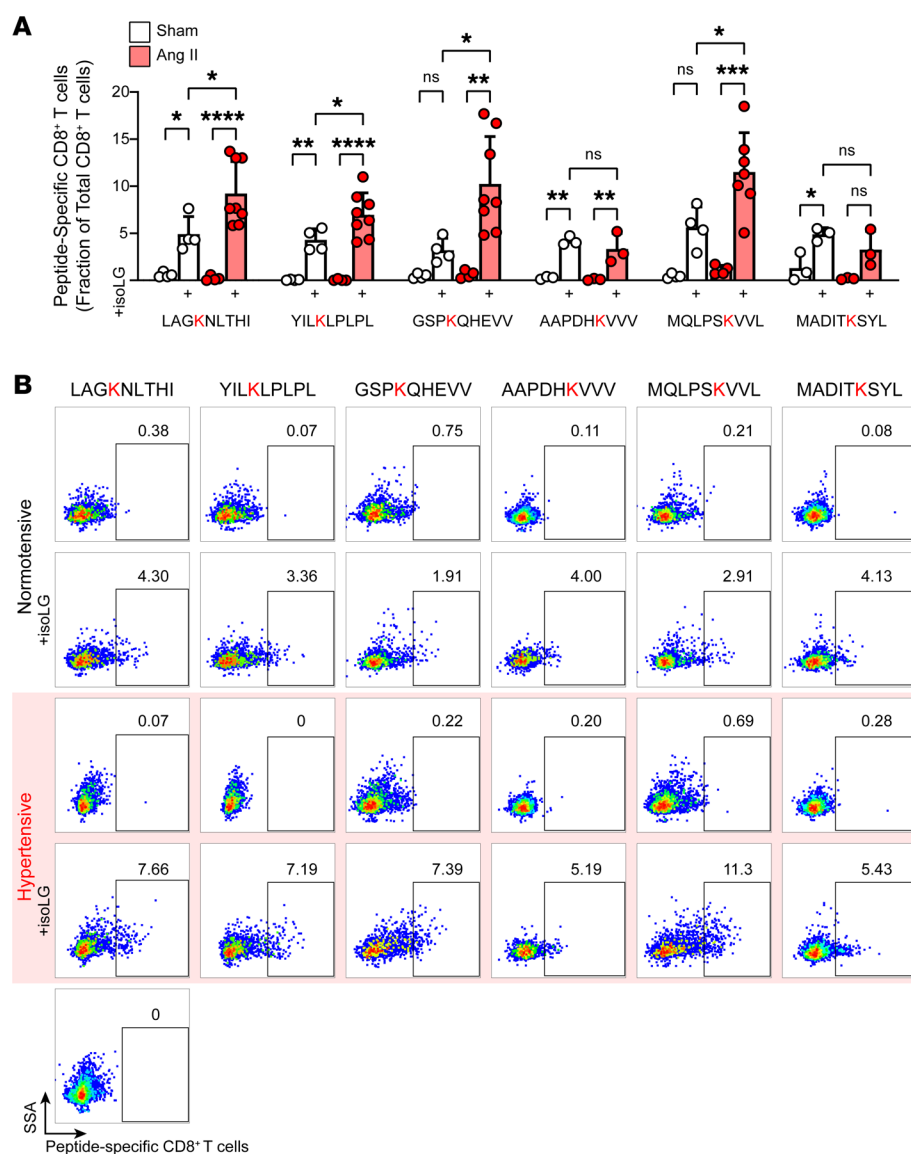 A
Sham
Ang II
Peptide-Specific CD8⁺ T cells
(Fraction of Total CD8⁺ T cells)
20
15
10
5
0
* **** *
** **** *
ns ** *
** ** ns
ns *** *
* ns ns
+isoLG
+ + + + + + + + + + + +
LAGKNLTHI YILKLPLPL GSPKQHEVV AAPDHKVVV MQLPSKVVL MADITKSYL
B
LAGKNLTHI YILKLPLPL GSPKQHEVV AAPDHKVVV MQLPSKVVL MADITKSYL
Normotensive
0.38 0.07 0.75 0.11 0.21 0.08
+isoLG
4.30 3.36 1.91 4.00 2.91 4.13
Hypertensive
0.07 0 0.22 0.20 0.69 0.28
+isoLG
7.66 7.19 7.39 5.19 11.3 5.43
0
SSA
Peptide-specific CD8⁺ T cells